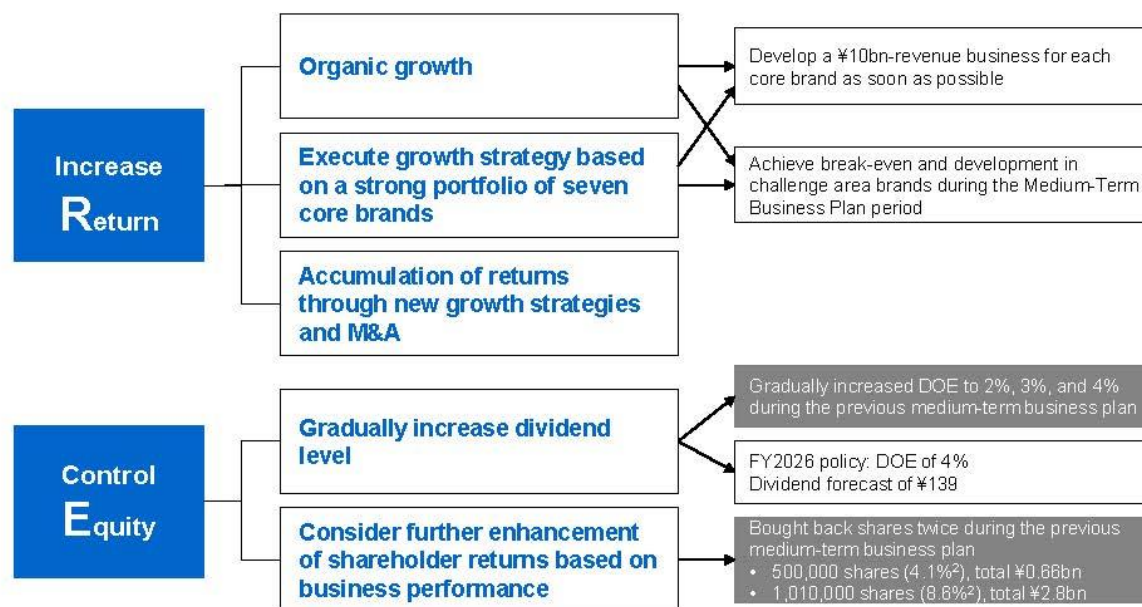 Increase
Return
Organic growth
Execute growth strategy based
on a strong portfolio of seven
core brands
Accumulation of returns
through new growth strategies
and M&A
Develop a ¥10bn-revenue business for each
core brand as soon as possible
Achieve break-even and development in
challenge area brands during the Medium-Term
Business Plan period
Control
Equity
Gradually increase dividend
level
Consider further enhancement
of shareholder returns based on
business performance
Gradually increased DOE to 2%, 3%, and 4%
during the previous medium-term business plan
FY2026 policy: DOE of 4%
Dividend forecast of ¥139
Bought back shares twice during the previous
medium-term business plan
• 500,000 shares (4.1%²), total ¥0.66bn
• 1,010,000 shares (8.6%²), total ¥2.8bn